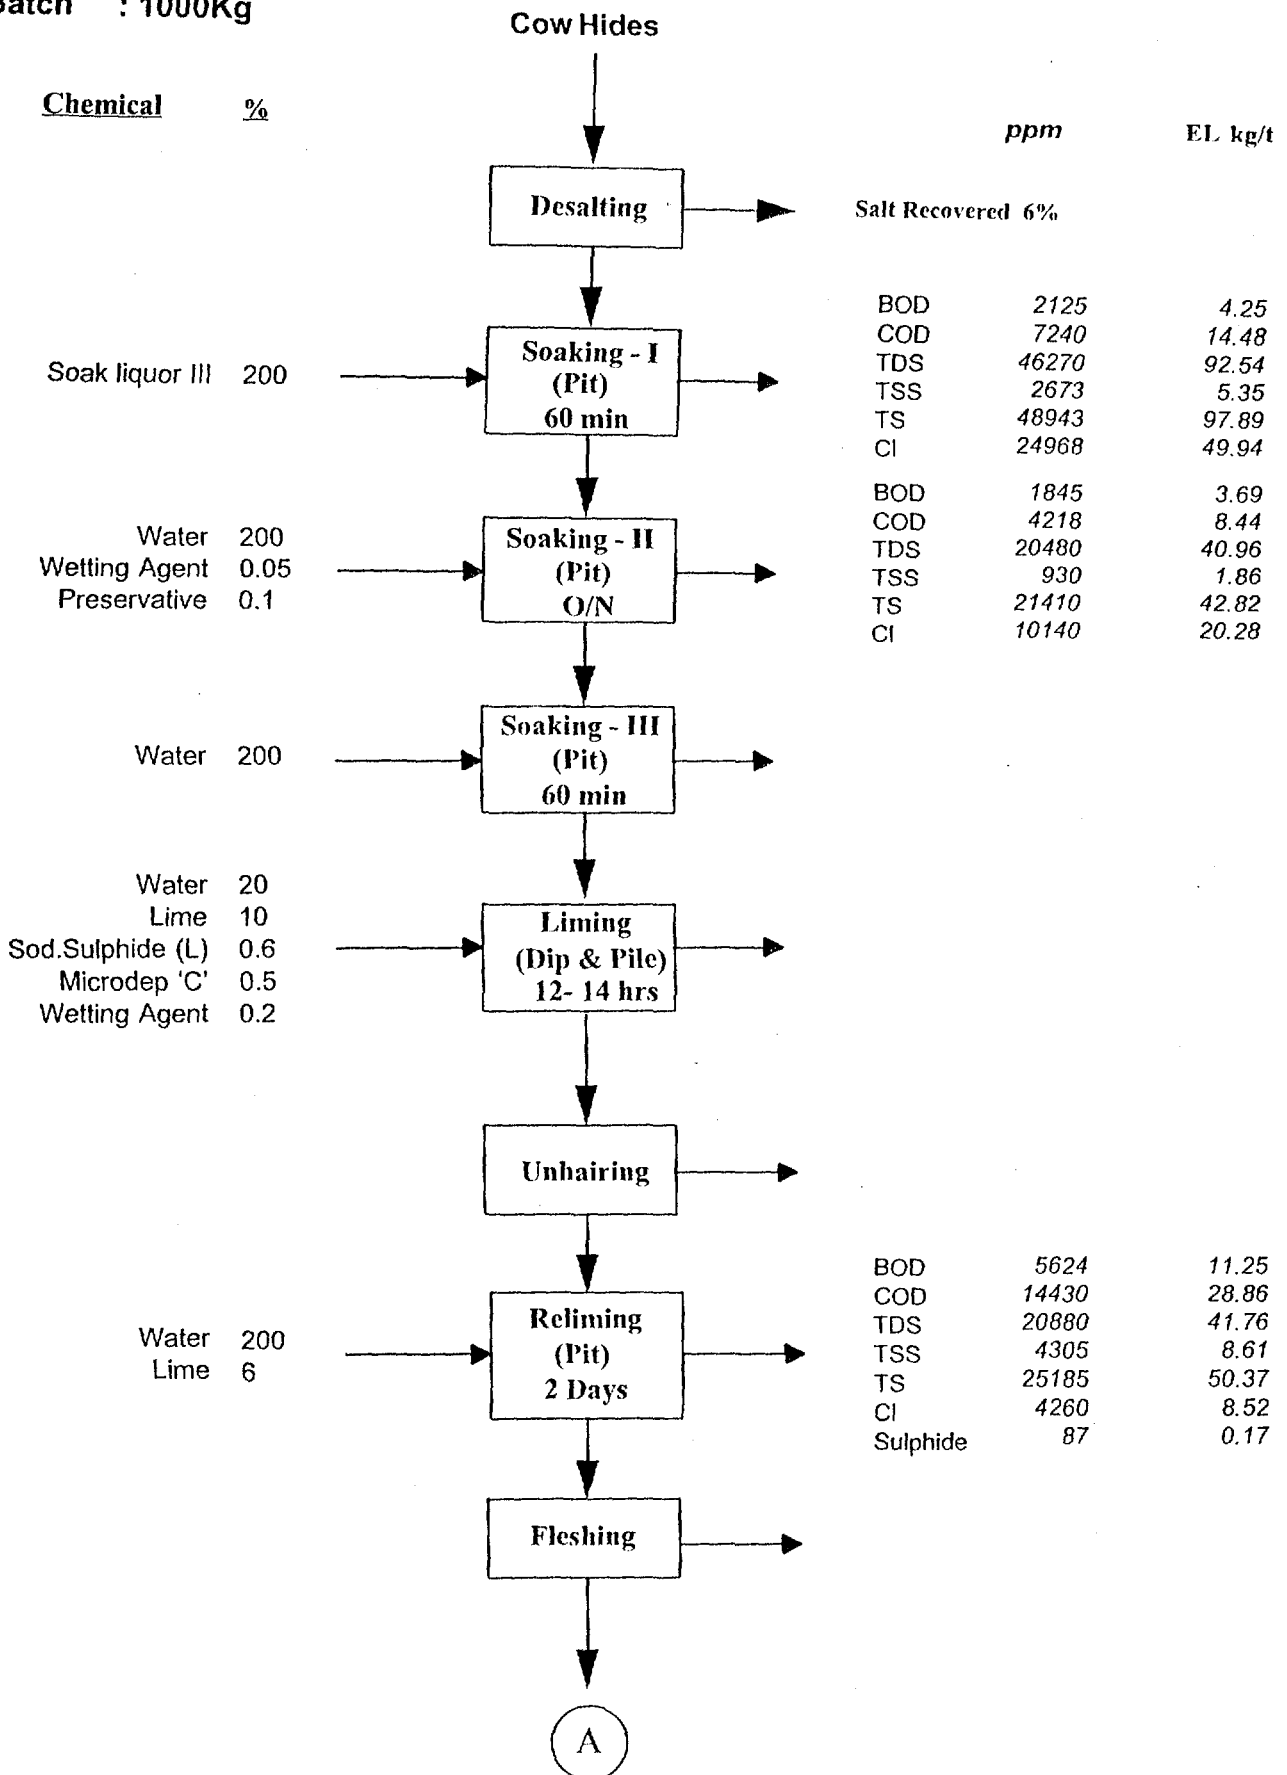 Batch : 1000Kg
Cow Hides
Chemical %
ppm EL kg/t
Desalting
Salt Recovered 6%
Soak liquor III 200
Soaking - I
(Pit)
60 min
BOD 2125 4.25
COD 7240 14.48
TDS 46270 92.54
TSS 2673 5.35
TS 48943 97.89
Cl 24968 49.94
Water 200
Wetting Agent 0.05
Preservative 0.1
Soaking - II
(Pit)
O/N
BOD 1845 3.69
COD 4218 8.44
TDS 20480 40.96
TSS 930 1.86
TS 21410 42.82
Cl 10140 20.28
Water 200
Soaking - III
(Pit)
60 min
Water 20
Lime 10
Sod.Sulphide (L) 0.6
Microdep 'C' 0.5
Wetting Agent 0.2
Liming
(Dip & Pile)
12- 14 hrs
Unhairing
Water 200
Lime 6
Reliming
(Pit)
2 Days
BOD 5624 11.25
COD 14430 28.86
TDS 20880 41.76
TSS 4305 8.61
TS 25185 50.37
Cl 4260 8.52
Sulphide 87 0.17
Fleshing
A